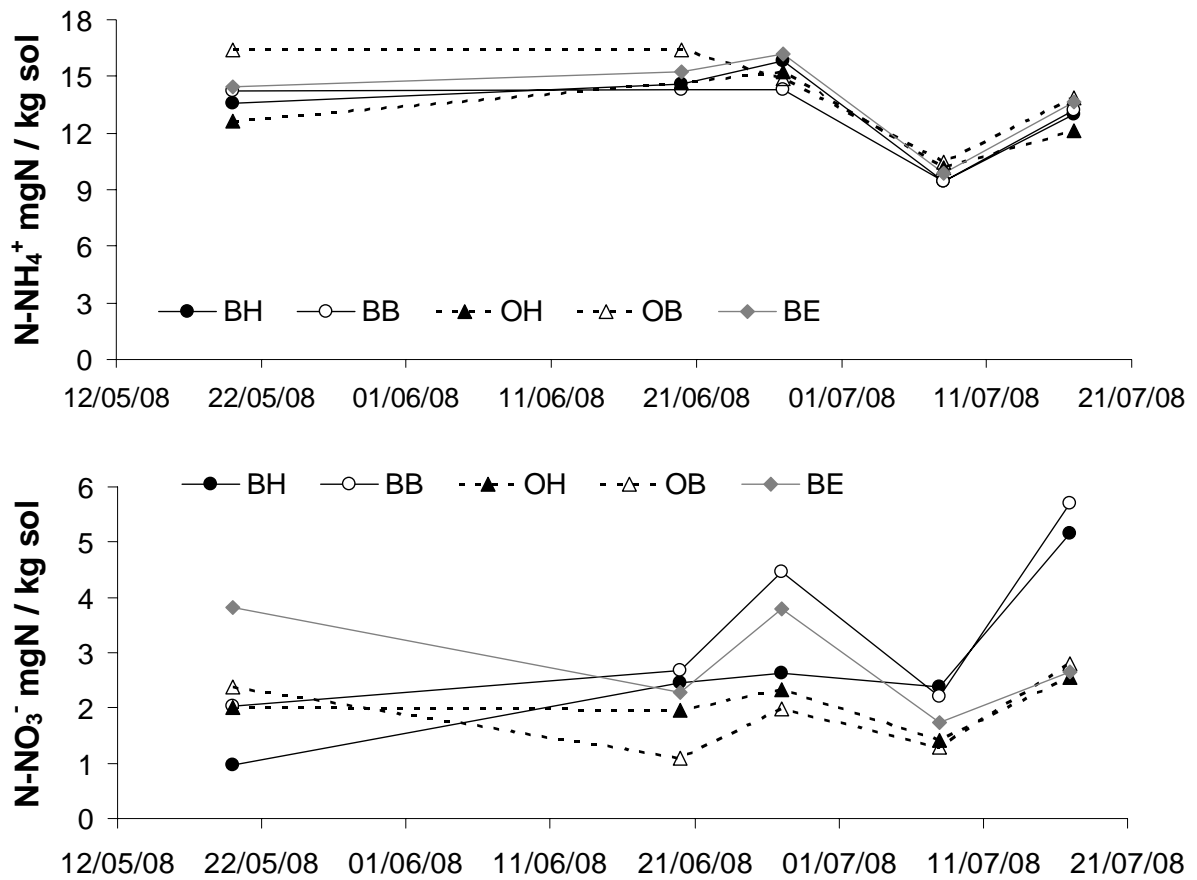 18
15
12
9
6
3
0
N-NH₄⁺ mgN / kg sol
BH BB OH OB BE
12/05/08 22/05/08 01/06/08 11/06/08 21/06/08 01/07/08 11/07/08 21/07/08
BH BB OH OB BE
6
5
4
3
2
1
0
N-NO₃⁻ mgN / kg sol
12/05/08 22/05/08 01/06/08 11/06/08 21/06/08 01/07/08 11/07/08 21/07/08